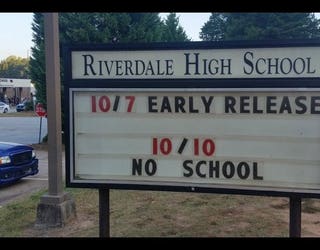 RIVERDALE HIGH SCHOOL
10/7 EARLY RELEASE
10/10
NO SCHOOL